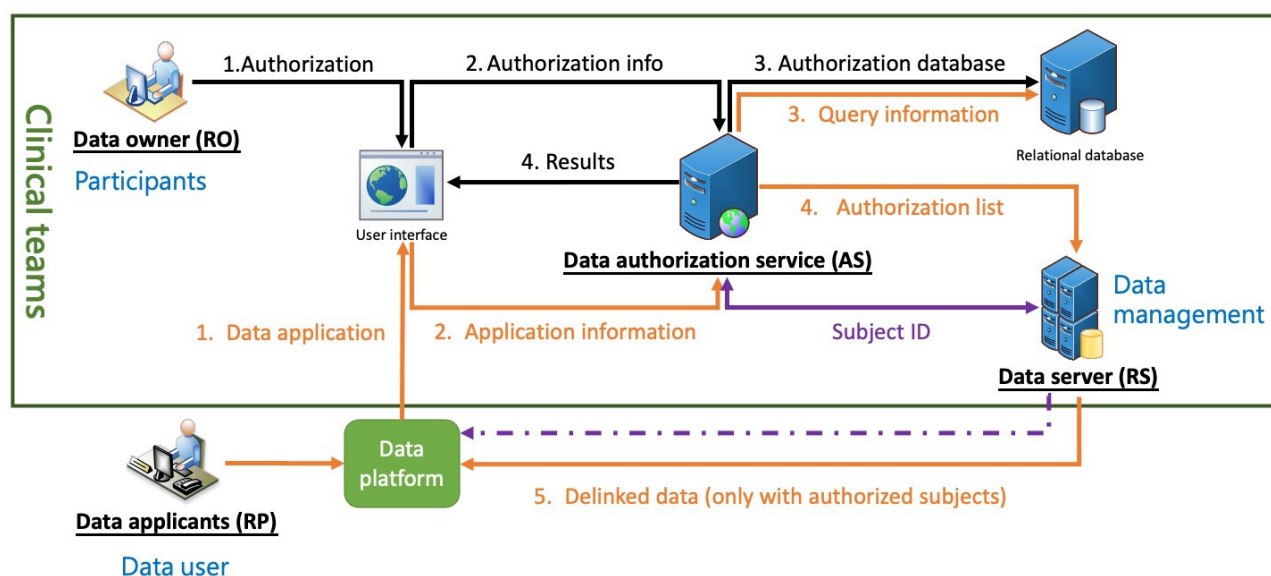 Clinical teams
1.Authorization
2. Authorization info
3. Authorization database
3. Query information
Data owner (RO)
Participants
Relational database
4. Results
User interface
4. Authorization list
Data authorization service (AS)
Data
management
1. Data application
2. Application information
Subject ID
Data server (RS)
Data
platform
5. Delinked data (only with authorized subjects)
Data applicants (RP)
Data user